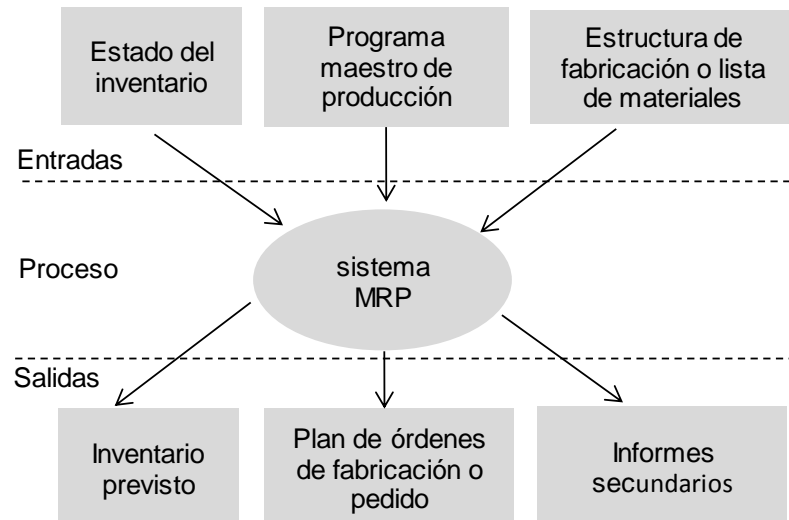 Estado del
inventario
Programa
maestro de
producción
Estructura de
fabricación o lista
de materiales
Entradas
Proceso
sistema
MRP
Salidas
Inventario
previsto
Plan de órdenes
de fabricación o
pedido
Informes
secundarios